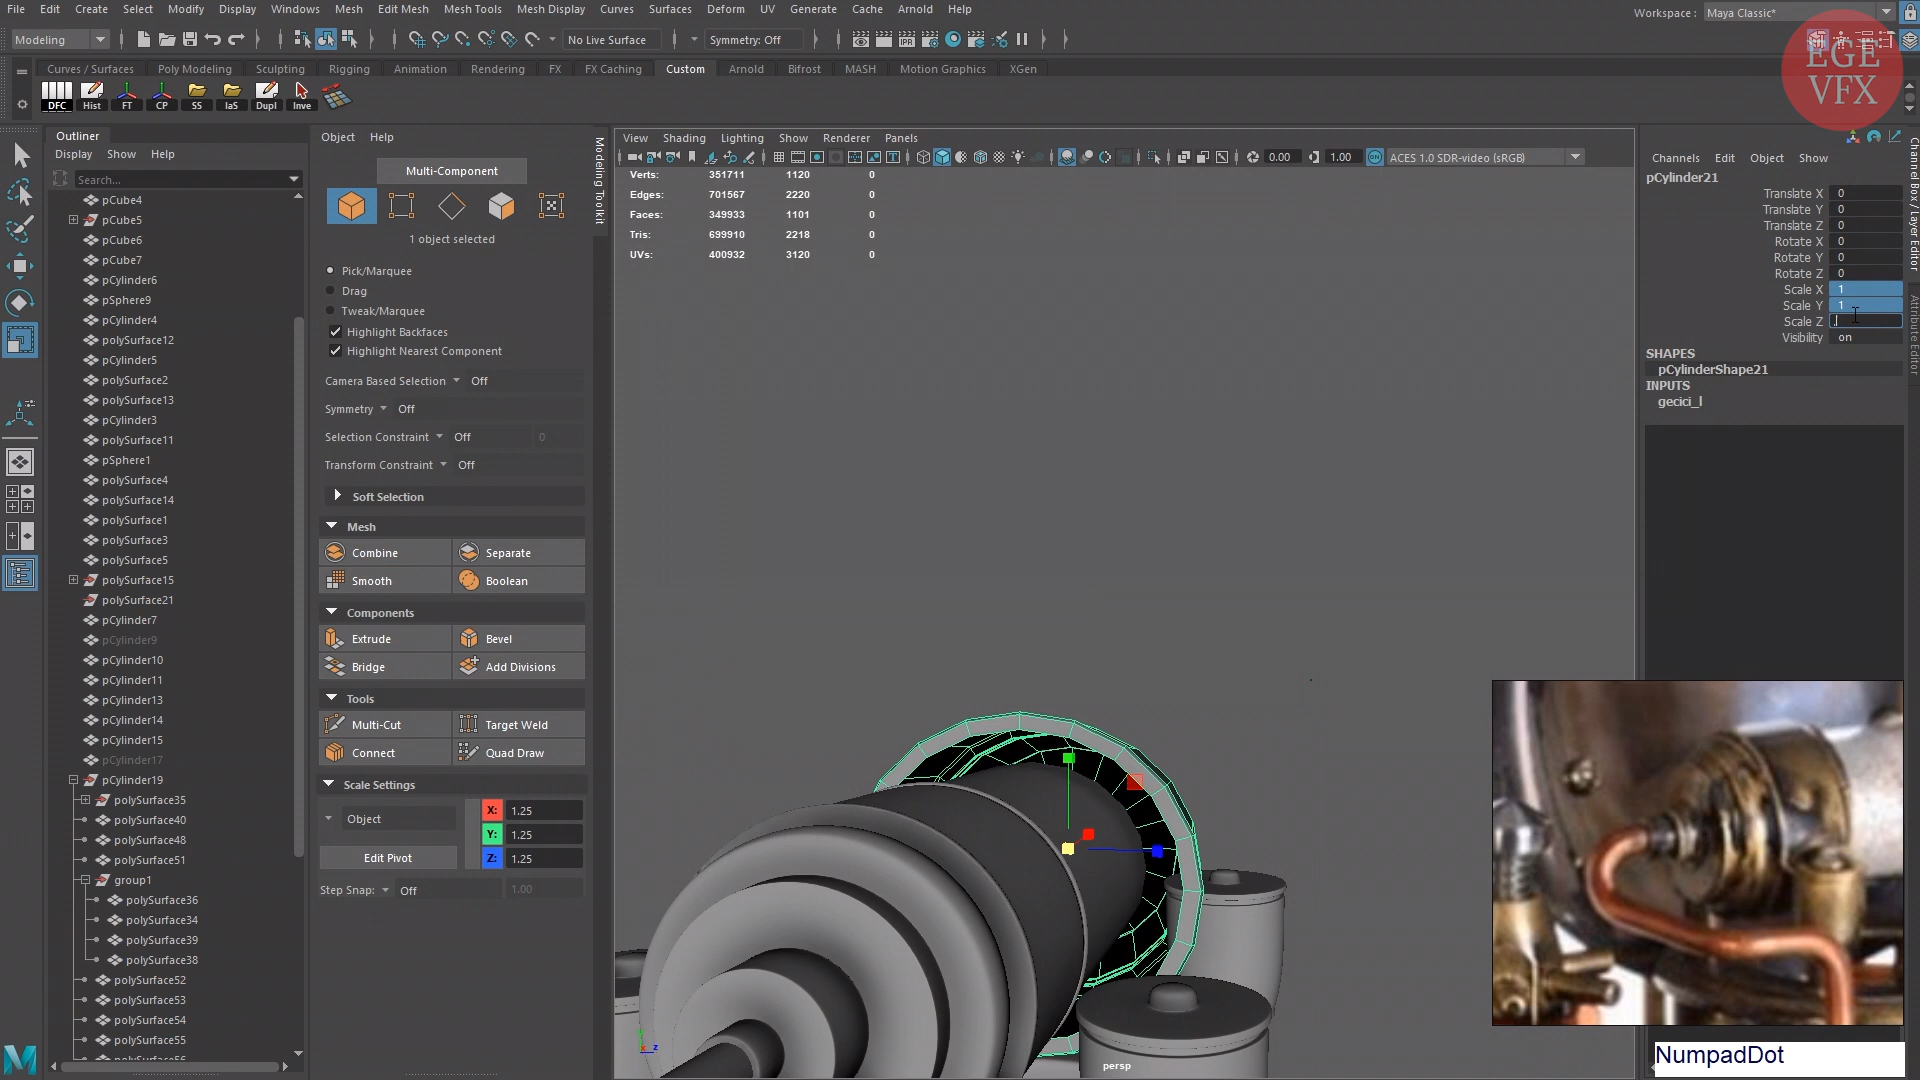 File Edit Create Select Modify Display Windows Mesh Edit Mesh Mesh Tools Mesh Display Curves Surfaces Deform UV Generate Cache Arnold Help
Workspace : Maya Classic*
Modeling
No Live Surface
Symmetry: Off
EGE
VFX
Curves / Surfaces Poly Modeling Sculpting Rigging Animation Rendering FX FX Caching Custom Arnold Bifrost MASH Motion Graphics XGen
DFC Hist FT CP SS IaS Dupl Inve
Outliner
Display Show Help
Search...
pCube4
pCube5
pCube6
pCube7
pCylinder6
pSphere9
pCylinder4
polySurface12
pCylinder5
polySurface2
polySurface13
pCylinder3
polySurface11
pSphere1
polySurface4
polySurface14
polySurface1
polySurface3
polySurface5
polySurface15
polySurface21
pCylinder7
pCylinder9
pCylinder10
pCylinder11
pCylinder13
pCylinder14
pCylinder15
pCylinder17
pCylinder19
polySurface35
polySurface40
polySurface48
polySurface51
group1
polySurface36
polySurface34
polySurface39
polySurface38
polySurface52
polySurface53
polySurface54
polySurface55
polySurface56
Object Help
Modeling Toolkit
Multi-Component
1 object selected
Pick/Marquee
Drag
Tweak/Marquee
Highlight Backfaces
Highlight Nearest Component
Camera Based Selection Off
Symmetry Off
Selection Constraint Off 0
Transform Constraint Off
Soft Selection
Mesh
Combine Separate
Smooth Boolean
Components
Extrude Bevel
Bridge Add Divisions
Tools
Multi-Cut Target Weld
Connect Quad Draw
Scale Settings
Object
X: 1.25
Y: 1.25
Z: 1.25
Edit Pivot
Step Snap: Off 1.00
View Shading Lighting Show Renderer Panels
0.00 1.00 ON ACES 1.0 SDR-video (sRGB)
Verts: 351711 1120 0
Edges: 701567 2220 0
Faces: 349933 1101 0
Tris: 699910 2218 0
UVs: 400932 3120 0
z
persp
Channels Edit Object Show
pCylinder21
Translate X 0
Translate Y 0
Translate Z 0
Rotate X 0
Rotate Y 0
Rotate Z 0
Scale X 1
Scale Y 1
Scale Z .
Visibility on
SHAPES
pCylinderShape21
INPUTS
gecici_l
Channel Box / Layer Editor
Attribute Editor
NumpadDot